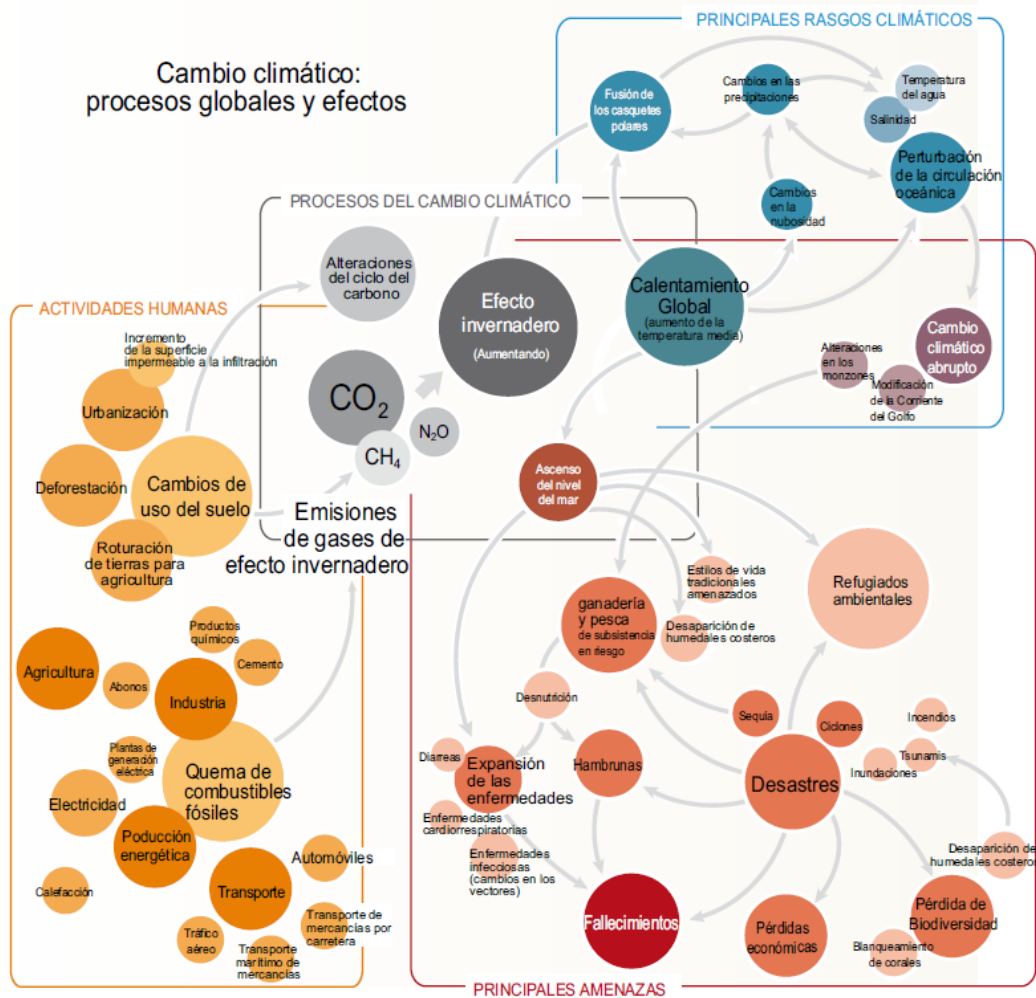 Cambio climático:
procesos globales y efectos
PRINCIPALES RASGOS CLIMÁTICOS
Fusión de
los casquetes
polares
Cambios en las
precipitaciones
Temperatura
del agua
Salinidad
Perturbación
de la circulación
oceánica
Cambios
en la
nubosidad
PROCESOS DEL CAMBIO CLIMÁTICO
Alteraciones
del ciclo del
carbono
Efecto
invernadero
(Aumentando)
Calentamiento
Global
(aumento de la
temperatura media)
Cambio
climático
abrupto
Alteraciones
en los
monzones
Modificación
de la Corriente
del Golfo
CO₂
N₂O
CH₄
Emisiones
de gases de
efecto invernadero
ACTIVIDADES HUMANAS
Incremento
de la superficie
impermeable a la infiltración
Urbanización
Deforestación
Cambios de
uso del suelo
Roturación
de tierras para
agricultura
Productos
químicos
Cemento
Agricultura
Abonos
Industria
Plantas de
generación
eléctrica
Quema de
combustibles
fósiles
Electricidad
Poducción
energética
Automóviles
Calefacción
Transporte
Tráfico
aéreo
Transporte
marítimo de
mercancías
Transporte de
mercancías por
carretera
Ascenso
del nivel
del mar
Estilos de vida
tradicionales
amenazados
Refugiados
ambientales
ganadería
y pesca
de subsistencia
en riesgo
Desaparición de
humedales costeros
Desnutrición
Sequía
Ciclones
Incendios
Tsunamis
Inundaciones
Diarreas
Expansión
de las
enfermedades
Hambrunas
Desastres
Enfermedades
cardiorrespiratorias
Enfermedades
infecciosas
(cambios en los
vectores)
Desaparición de
humedales costeros
Fallecimientos
Pérdidas
económicas
Pérdida de
Biodiversidad
Blanqueamiento
de corales
PRINCIPALES AMENAZAS